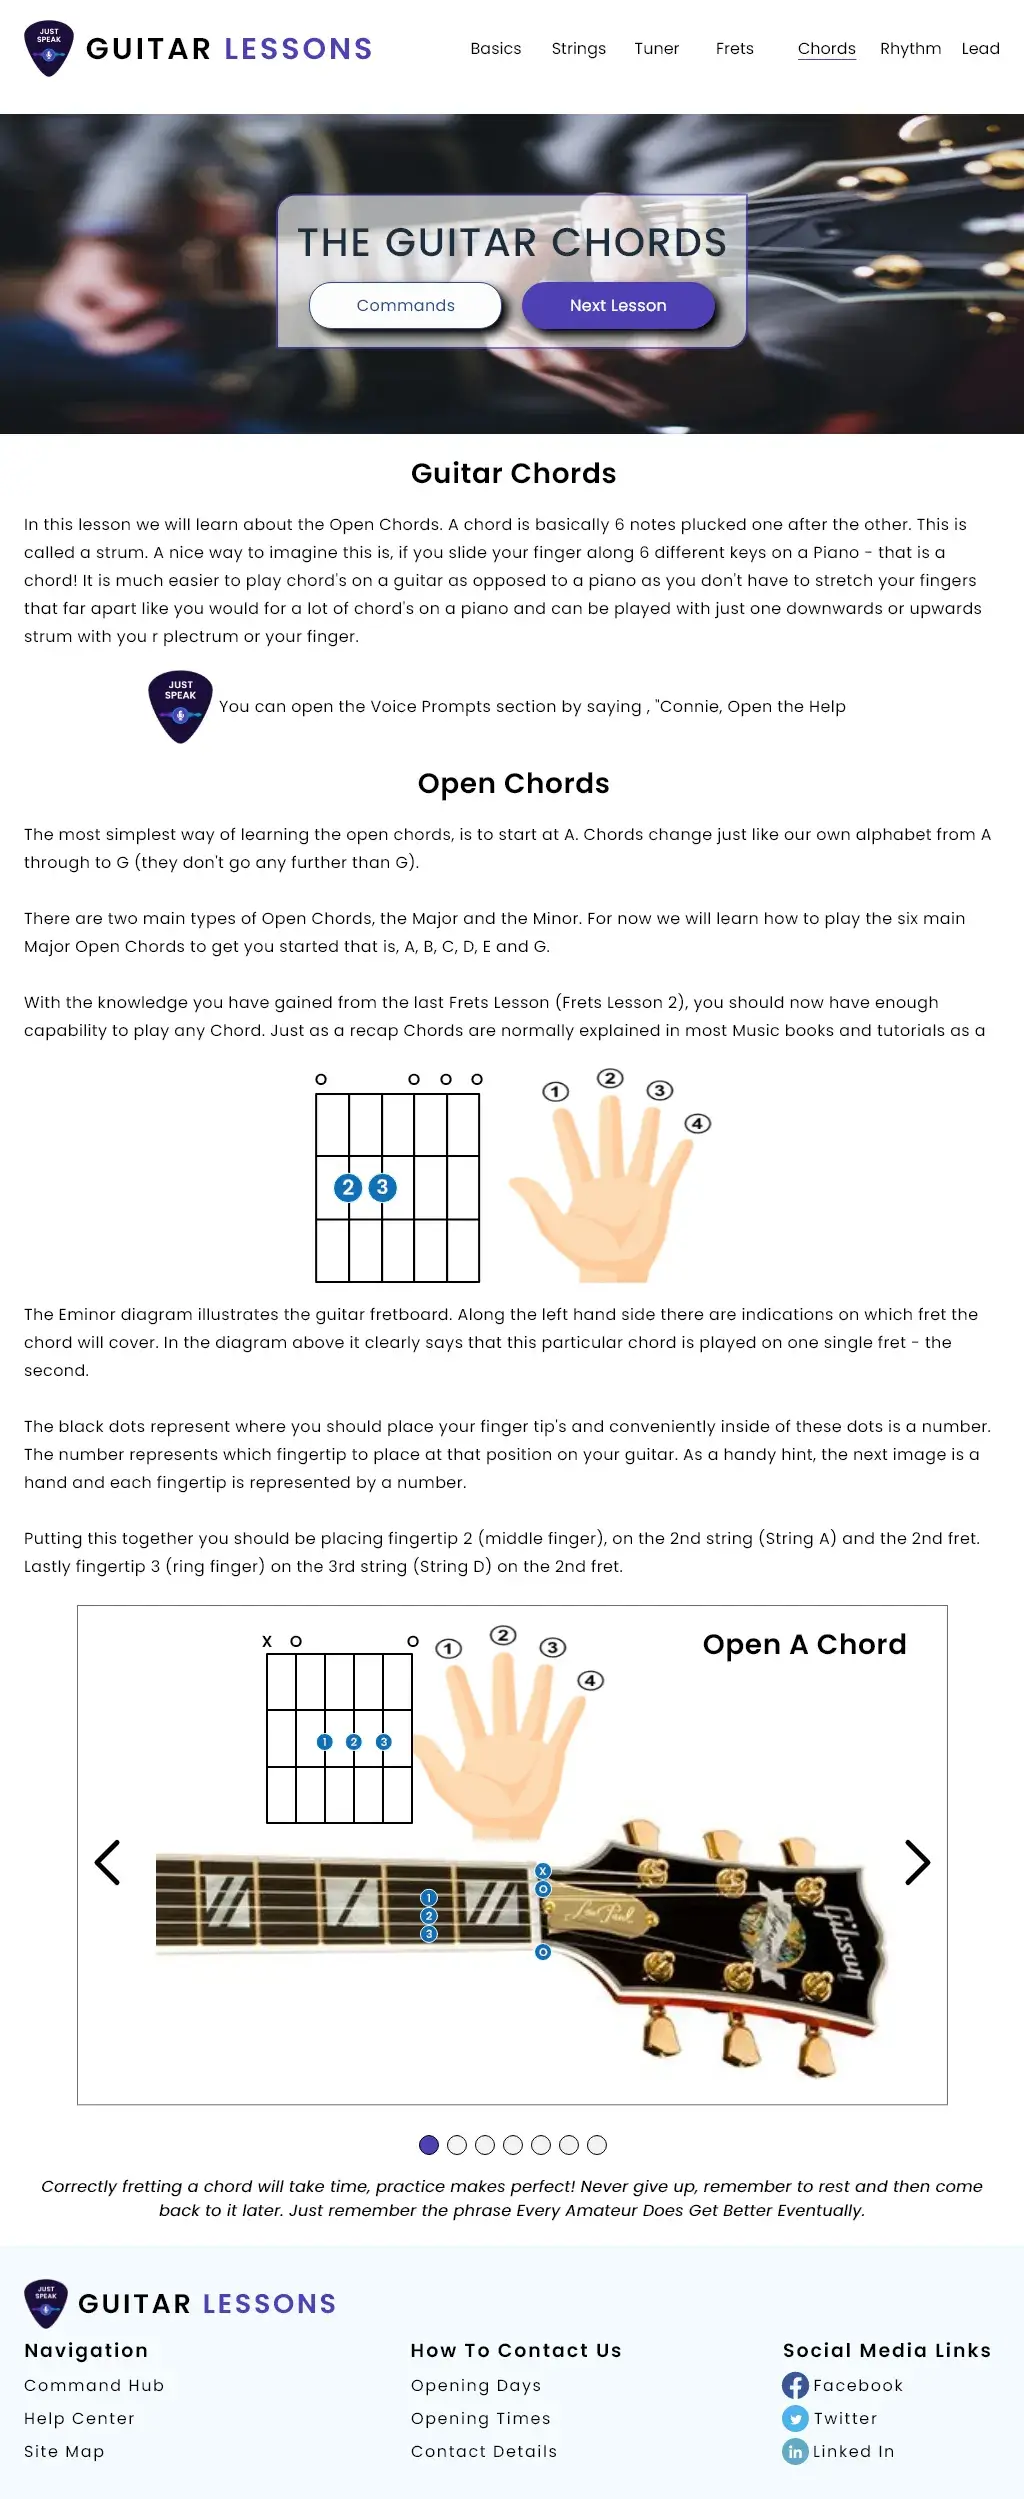 JUST
SPEAK
GUITAR LESSONS
Basics Strings Tuner Frets Chords Rhythm Lead
THE GUITAR CHORDS
Commands Next Lesson
Guitar Chords
In this lesson we will learn about the Open Chords. A chord is basically 6 notes plucked one after the other. This is
called a strum. A nice way to imagine this is, if you slide your finger along 6 different keys on a Piano - that is a
chord! It is much easier to play chord's on a guitar as opposed to a piano as you don't have to stretch your fingers
that far apart like you would for a lot of chord's on a piano and can be played with just one downwards or upwards
strum with you r plectrum or your finger.
JUST
SPEAK
You can open the Voice Prompts section by saying , "Connie, Open the Help
Open Chords
The most simplest way of learning the open chords, is to start at A. Chords change just like our own alphabet from A
through to G (they don't go any further than G).
There are two main types of Open Chords, the Major and the Minor. For now we will learn how to play the six main
Major Open Chords to get you started that is, A, B, C, D, E and G.
With the knowledge you have gained from the last Frets Lesson (Frets Lesson 2), you should now have enough
capability to play any Chord. Just as a recap Chords are normally explained in most Music books and tutorials as a
O O O O
2 3
1 2 3 4
The Eminor diagram illustrates the guitar fretboard. Along the left hand side there are indications on which fret the
chord will cover. In the diagram above it clearly says that this particular chord is played on one single fret - the
second.
The black dots represent where you should place your finger tip's and conveniently inside of these dots is a number.
The number represents which fingertip to place at that position on your guitar. As a handy hint, the next image is a
hand and each fingertip is represented by a number.
Putting this together you should be placing fingertip 2 (middle finger), on the 2nd string (String A) and the 2nd fret.
Lastly fingertip 3 (ring finger) on the 3rd string (String D) on the 2nd fret.
Open A Chord
X O O
1 2 3
1 2 3 4
X
O
1
2
3
O
Les Paul
Gibson
Correctly fretting a chord will take time, practice makes perfect! Never give up, remember to rest and then come
back to it later. Just remember the phrase Every Amateur Does Get Better Eventually.
JUST
SPEAK
GUITAR LESSONS
Navigation
Command Hub
Help Center
Site Map
How To Contact Us
Opening Days
Opening Times
Contact Details
Social Media Links
Facebook
Twitter
Linked In